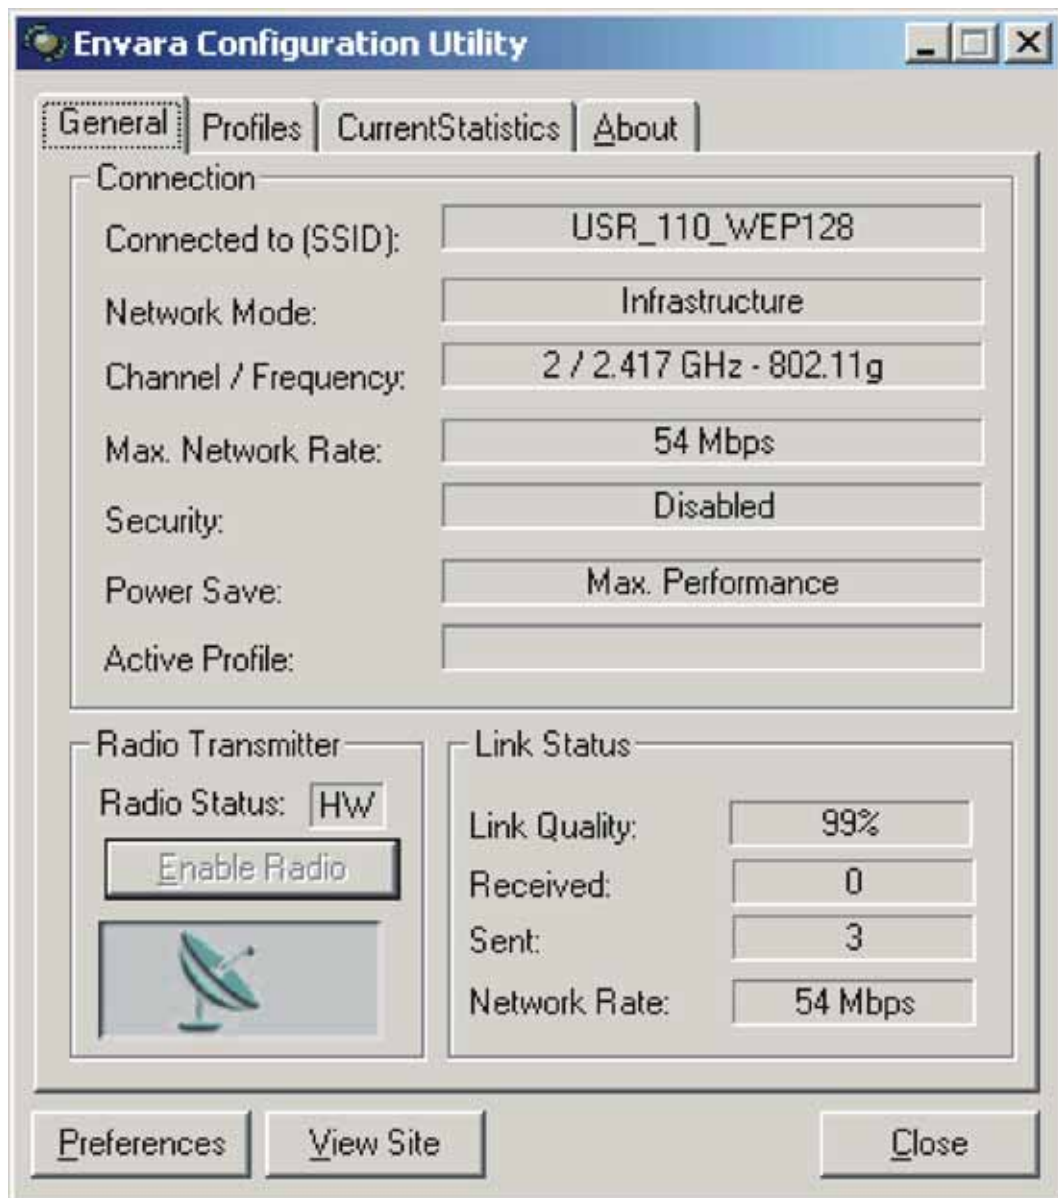 Envara Configuration Utility
General Profiles CurrentStatistics About
Connection
Connected to (SSID): USR_110_WEP128
Network Mode: Infrastructure
Channel / Frequency: 2 / 2.417 GHz - 802.11g
Max. Network Rate: 54 Mbps
Security: Disabled
Power Save: Max. Performance
Active Profile:
Radio Transmitter
Radio Status: HW
Enable Radio
Link Status
Link Quality: 99%
Received: 0
Sent: 3
Network Rate: 54 Mbps
Preferences View Site Close